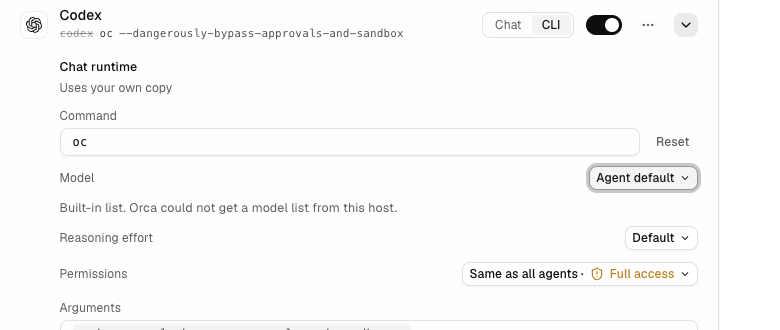 Codex
codex oc --dangerously-bypass-approvals-and-sandbox
Chat CLI
Chat runtime
Uses your own copy
Command
oc
Reset
Model
Agent default
Built-in list. Orca could not get a model list from this host.
Reasoning effort
Default
Permissions
Same as all agents · Full access
Arguments